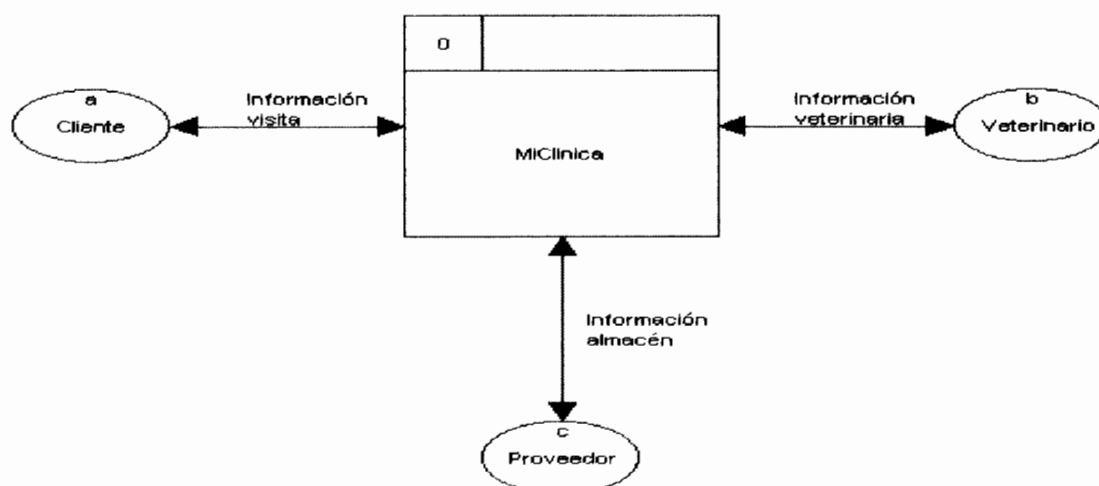 0
a
Cliente
Información
visita
MiClinica
Información
veterinaria
b
Veterinario
Información
almacén
c
Proveedor